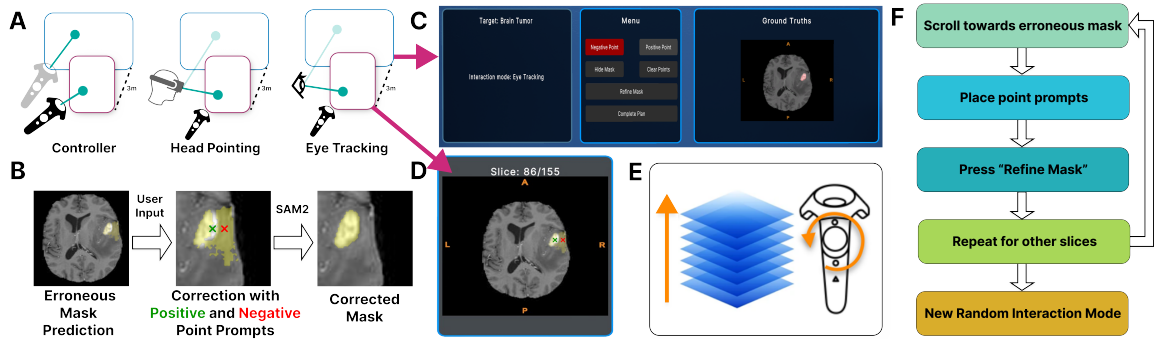 A
3m
3m
3m
Controller
Head Pointing
Eye Tracking
B
User
Input
SAM2
Erroneous
Mask
Prediction
Correction with
Positive and Negative
Point Prompts
Corrected
Mask
C
Target: Brain Tumor
Interaction mode: Eye Tracking
Menu
Negative Point
Positive Point
Hide Mask
Clear Points
Refine Mask
Complete Plan
Ground Truths
A
L
R
P
D
Slice: 86/155
A
L
R
P
E
F
Scroll towards erroneous mask
Place point prompts
Press “Refine Mask”
Repeat for other slices
New Random Interaction Mode